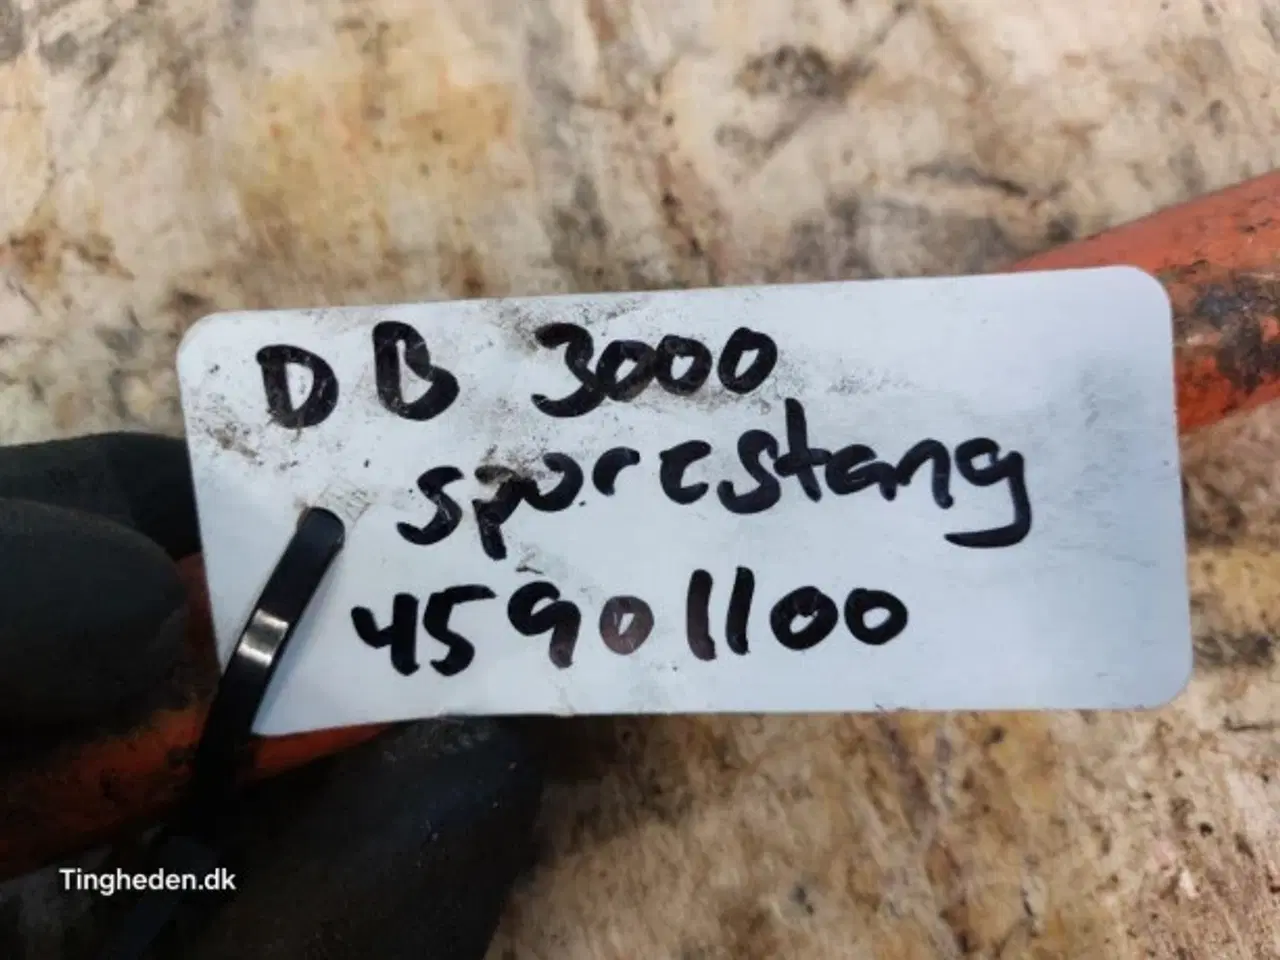 DB 3000
sporestang
45901100
Tingheden.dk